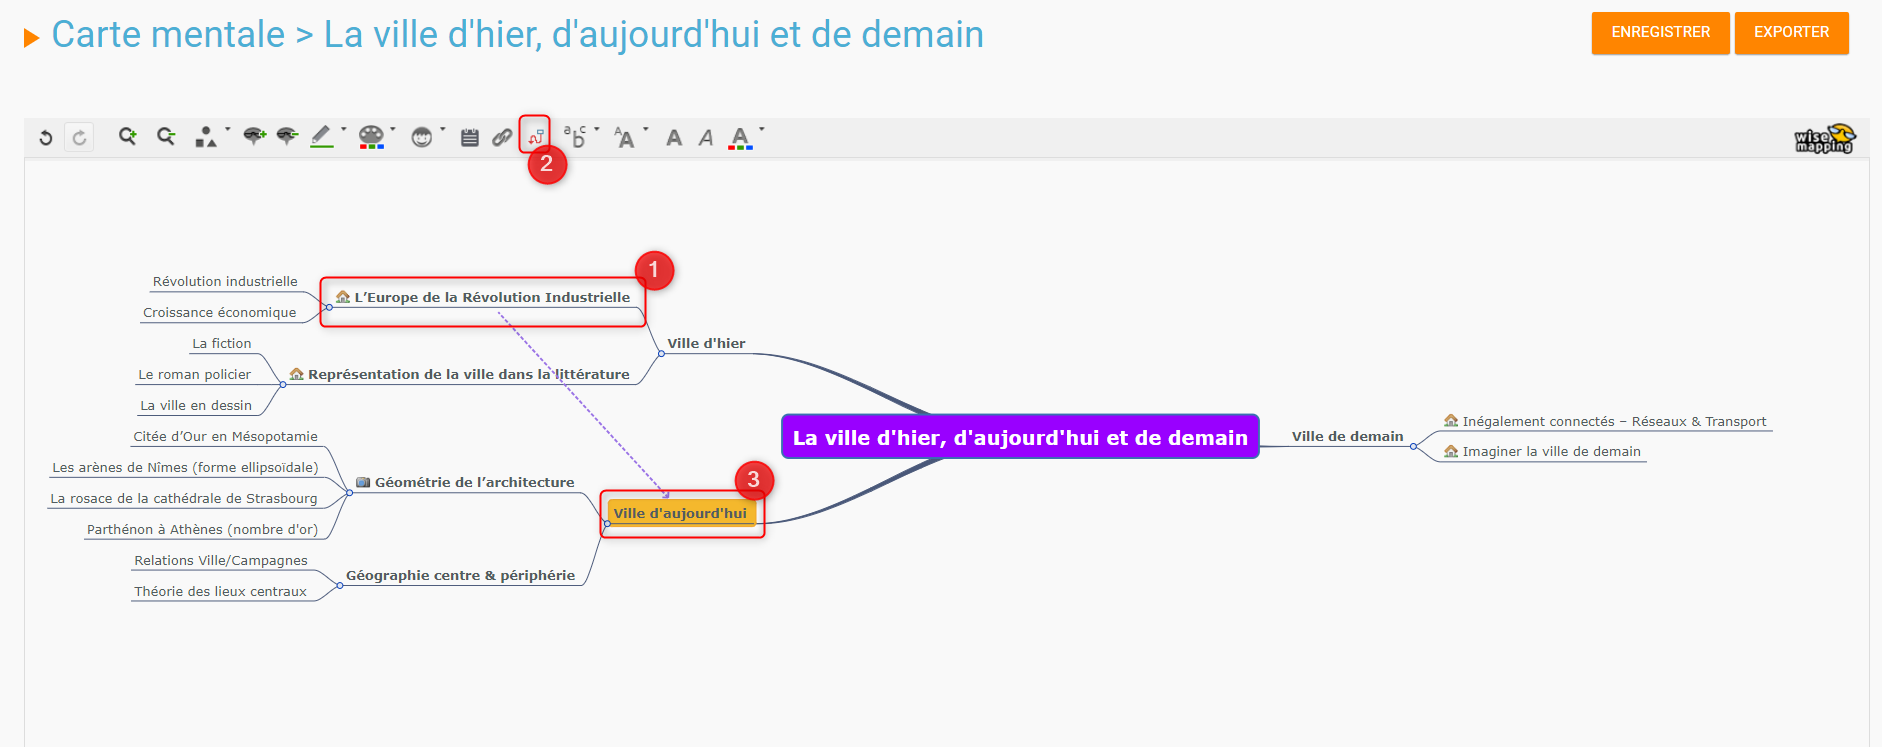 Carte mentale > La ville d'hier, d'aujourd'hui et de demain
ENREGISTRER
EXPORTER
wise
mapping
2
1
Révolution industrielle
L’Europe de la Révolution Industrielle
Croissance économique
La fiction
Ville d'hier
Le roman policier
Représentation de la ville dans la littérature
La ville en dessin
Citée d’Our en Mésopotamie
Les arènes de Nîmes (forme ellipsoïdale)
Géométrie de l’architecture
La rosace de la cathédrale de Strasbourg
Parthénon à Athènes (nombre d'or)
Relations Ville/Campagnes
Géographie centre & périphérie
Théorie des lieux centraux
3
Ville d'aujourd'hui
La ville d'hier, d'aujourd'hui et de demain
Ville de demain
Inégalement connectés – Réseaux & Transport
Imaginer la ville de demain